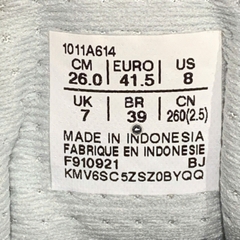 1011A614
CM EURO US
26.0 41.5 8
UK BR CN
7 39 260(2.5)
MADE IN INDONESIA
FABRIQUE EN INDONESIE
F910921 BJ
KMV6SC5ZSZ0BYQQ